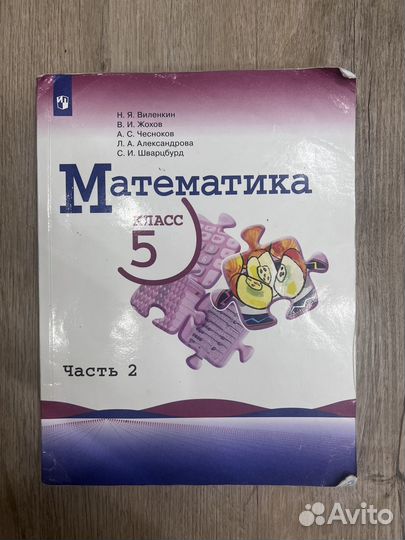 Н. Я. Виленкин
В. И. Жохов
А. С. Чесноков
Л. А. Александрова
С. И. Шварцбурд
Математика
КЛАСС
5
Часть 2
Avito